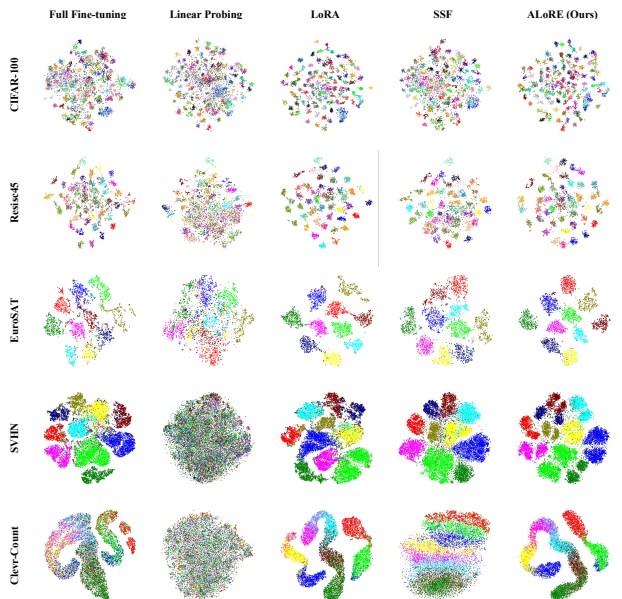 Full Fine-tuning Linear Probing LoRA SSF ALoRE (Ours)
CIFAR-100
Resisc45
EuroSAT
SVHN
Clevr-Count